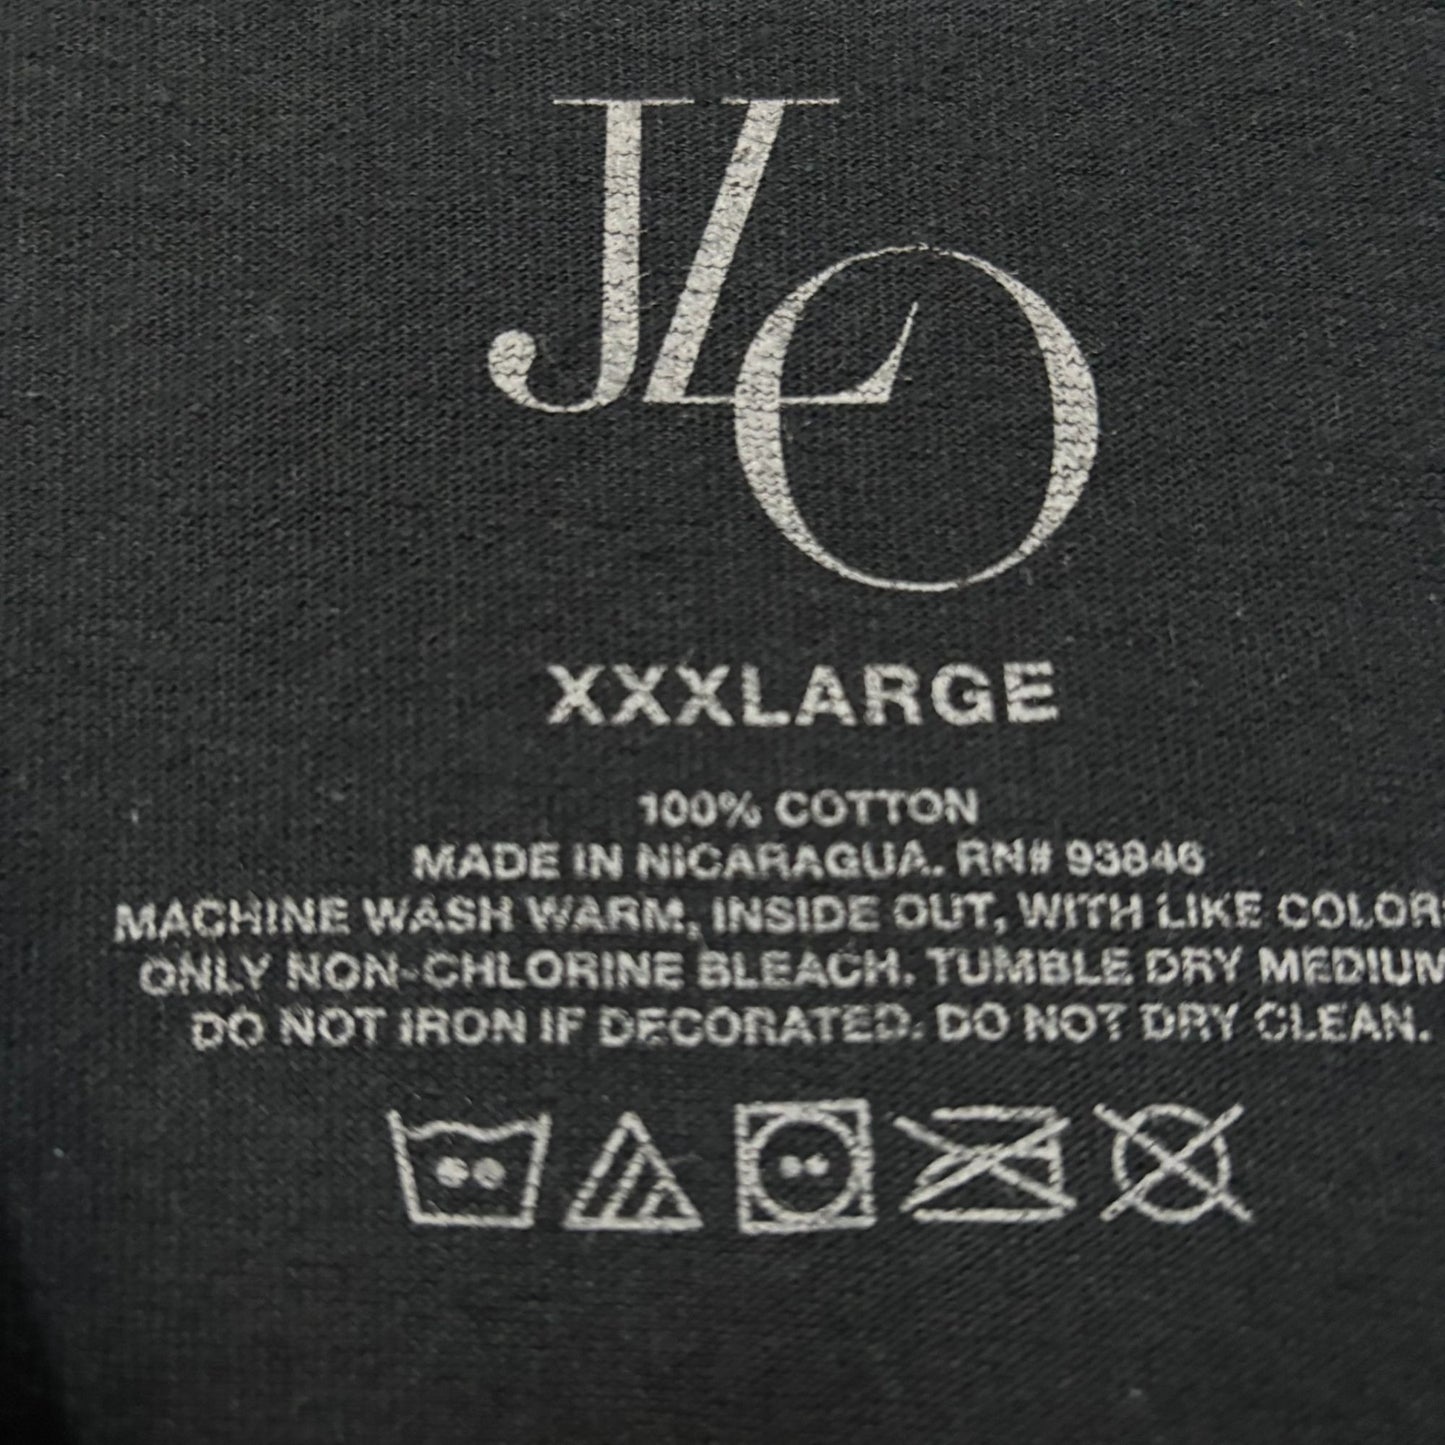 JLO
XXXLARGE
100% COTTON
MADE IN NICARAGUA. RN# 93846
MACHINE WASH WARM, INSIDE OUT, WITH LIKE COLOR
ONLY NON-CHLORINE BLEACH. TUMBLE DRY MEDIUM
DO NOT IRON IF DECORATED. DO NOT DRY CLEAN.